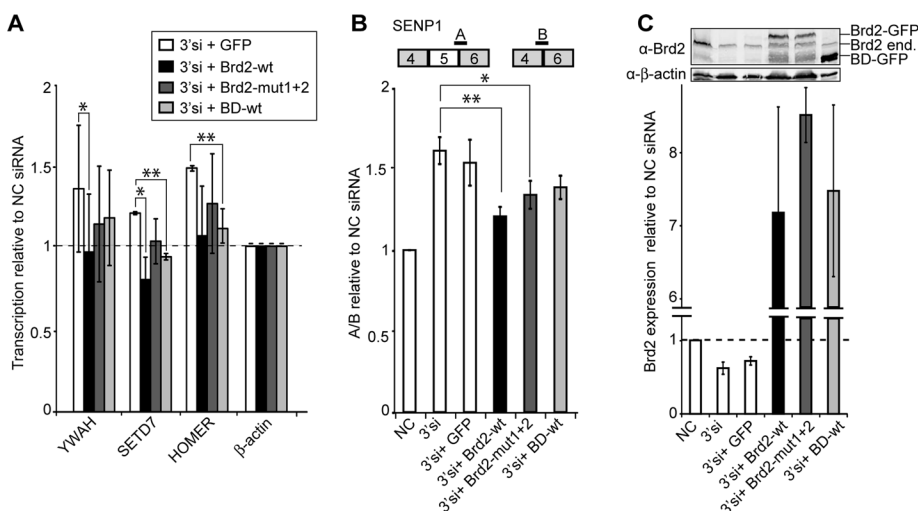 A
3'si + GFP
3'si + Brd2-wt
3'si + Brd2-mut1+2
3'si + BD-wt
Transcription relative to NC siRNA
2
1.5
1
0.5
0
*
*
**
**
YWAH
SETD7
HOMER
β-actin
B
SENP1
A
B
4 5 6
4 6
A/B relative to NC siRNA
2
1.5
1
0.5
0
*
**
NC
3'si
3'si+ GFP
3'si+ Brd2-wt
3'si+ Brd2-mut1+2
3'si+ BD-wt
C
α-Brd2
α-β-actin
Brd2-GFP
Brd2 end.
BD-GFP
Brd2 expression relative to NC siRNA
8
7
6
1
0
NC
3'si
3'si + GFP
3'si+ Brd2-wt
3'si+ Brd2-mut1+2
3'si+ BD-wt